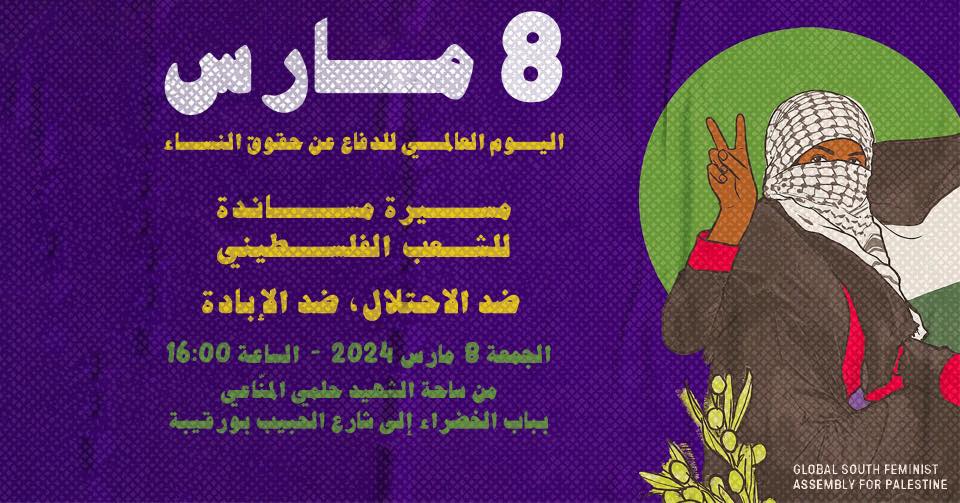 8 مارس
اليوم العالمي للدفاع عن حقوق النساء
مسيرة مساندة
للشعب الفلسطيني
ضد الاحتلال، ضد الإبادة
الجمعة 8 مارس 2024 - الساعة 16:00
من ساحة الشهيد حلمي المنّاعي
بباب الخضراء إلى شارع الحبيب بورقيبة
GLOBAL SOUTH FEMINIST
ASSEMBLY FOR PALESTINE